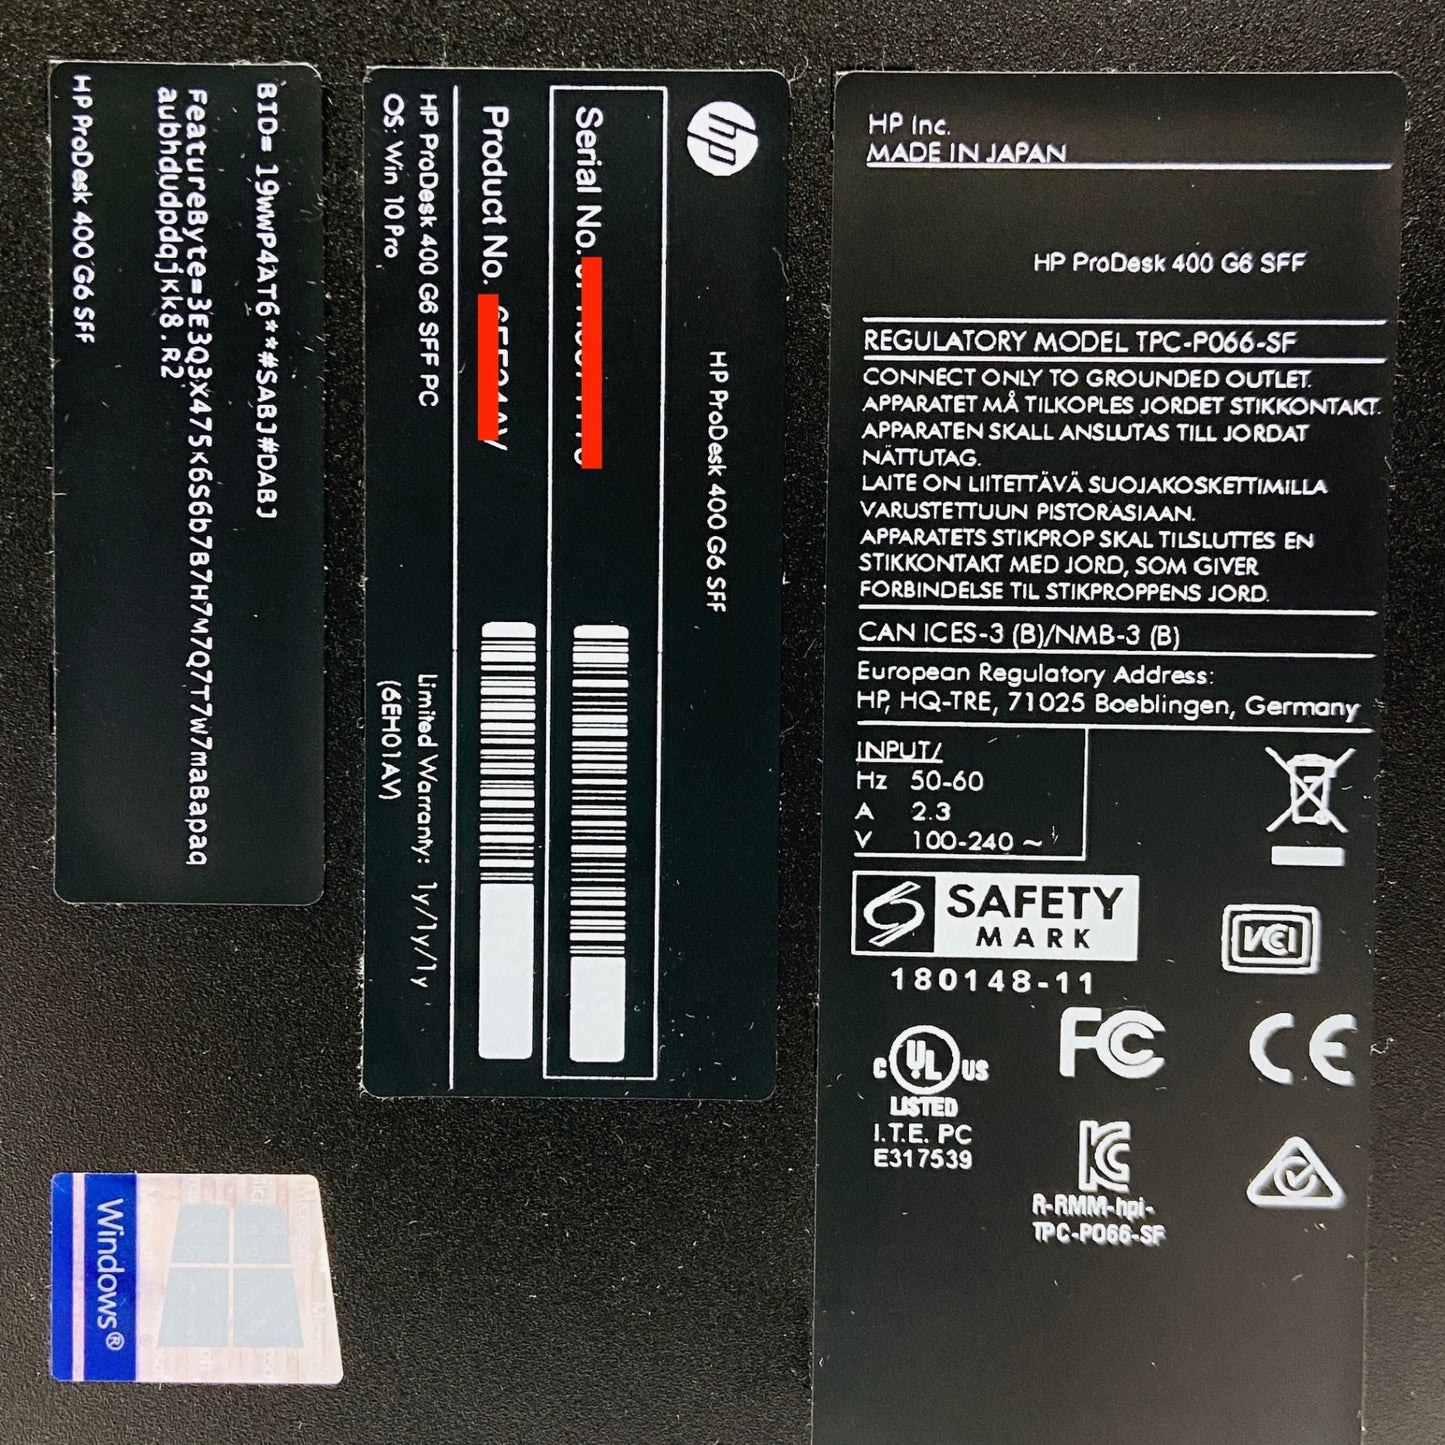 HP ProDesk 400 G6 SFF
FeatureByte=3E3Q3X475K6S6b7B7H7M7Q7T7W7maBapaq
aubhdudpdqjKk8.R2
BID= 19WWP4AT6**#SABJ#DABJ
hp
HP ProDesk 400 G6 SFF
Serial No.
Product No.
HP ProDesk 400 G6 SFF PC
Limited Warranty: 1y/1y/1y
OS: Win 10 Pro
(6EH01AV)
HP Inc.
MADE IN JAPAN
HP ProDesk 400 G6 SFF
REGULATORY MODEL TPC-P066-SF
CONNECT ONLY TO GROUNDED OUTLET.
APPARATET MÅ TILKOPLES JORDET STIKKONTAKT.
APPARATEN SKALL ANSLUTAS TILL JORDAT
NÄTTUTAG.
LAITE ON LIITETTÄVÄ SUOJAKOSKETTIMILLA
VARUSTETTUUN PISTORASIAAN.
APPARATETS STIKPROP SKAL TILSLUTTES EN
STIKKONTAKT MED JORD, SOM GIVER
FORBINDELSE TIL STIKPROPPENS JORD.
CAN ICES-3 (B)/NMB-3 (B)
European Regulatory Address:
HP, HQ-TRE, 71025 Boeblingen, Germany
INPUT/
Hz 50-60
A 2.3
V 100-240 ~
SAFETY
MARK
180148-11
VCI
FC
CE
c UL us
LISTED
I.T.E. PC
E317539
R-RMM-hpi-
TPC-P066-SF
Windows®